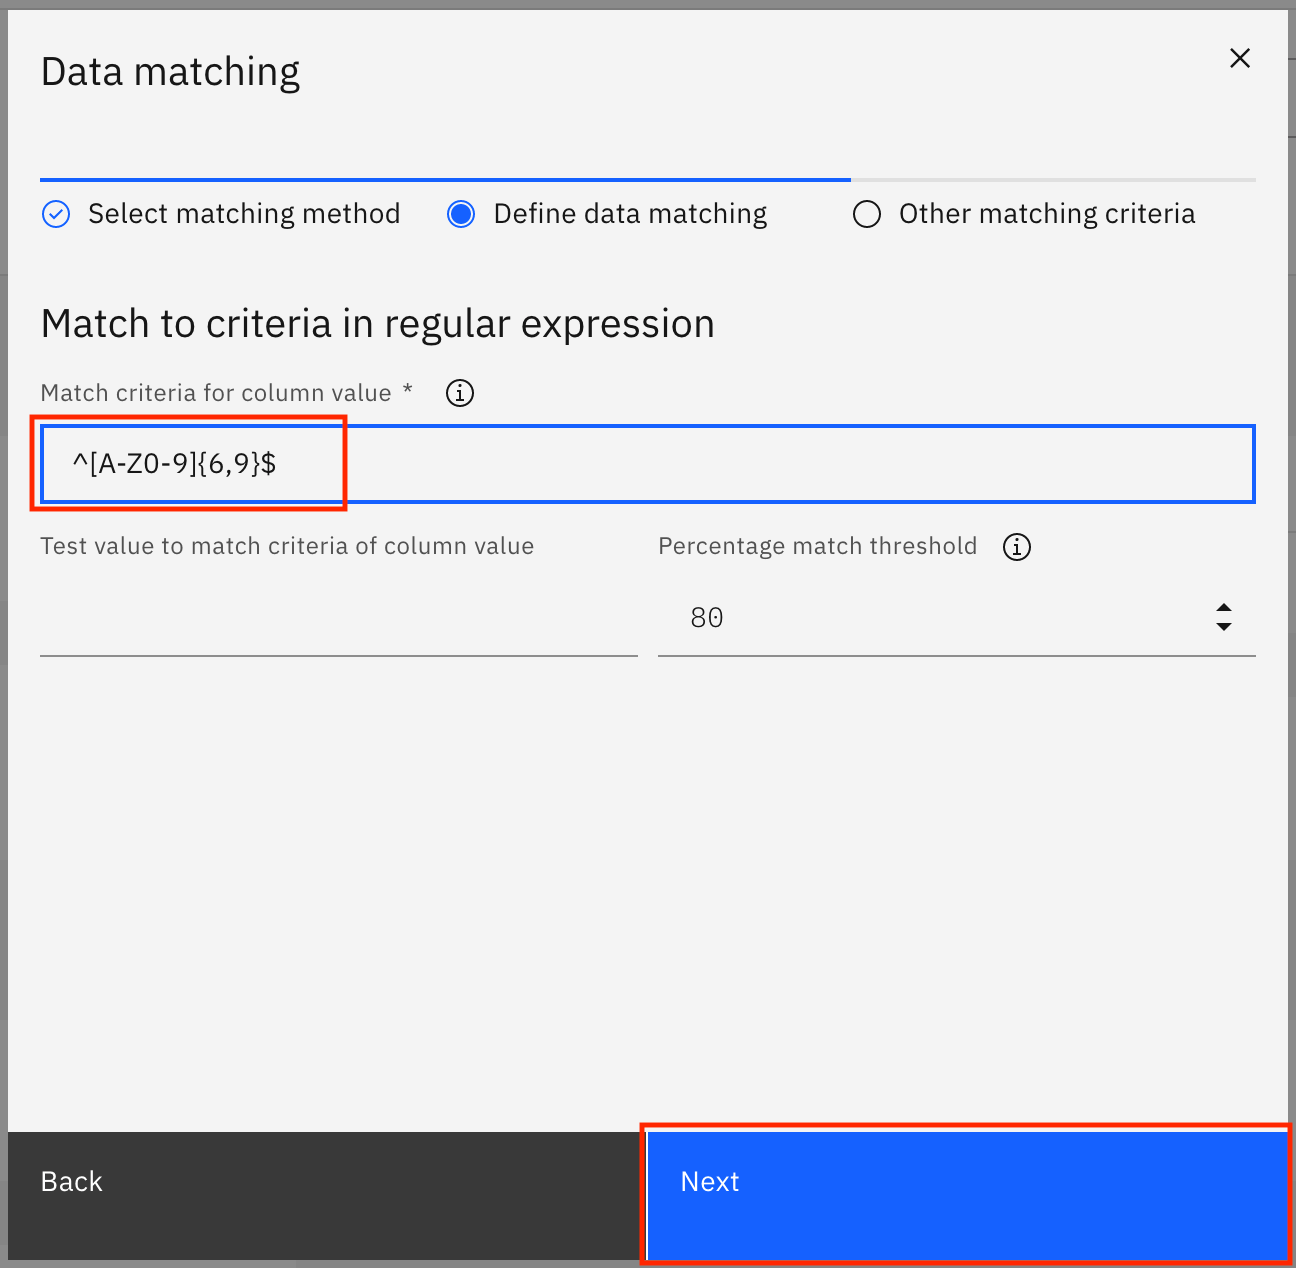 Data matching
Select matching method
Define data matching
Other matching criteria
Match to criteria in regular expression
Match criteria for column value *
^[A-Z0-9]{6,9}$
Test value to match criteria of column value
Percentage match threshold
80
Back
Next